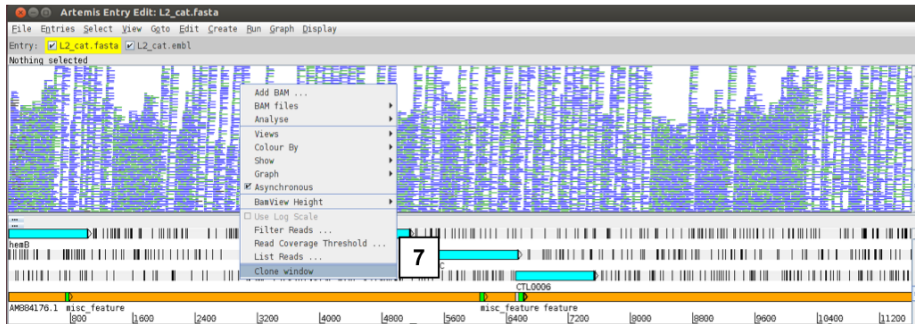 Artemis Entry Edit: L2_cat.fasta
File Entries Select View Goto Edit Create Run Graph Display
Entry: L2_cat.fasta L2_cat.embl
Nothing selected
Add BAM ...
BAM files
Analyse
Views
Colour By
Show
Graph
Asynchronous
BamView Height
Use Log Scale
Filter Reads ...
Read Coverage Threshold ...
List Reads ...
Clone window
7
hemB
C
CTL0006
AM884176.1 misc_feature misc_feature feature
800 1600 2400 3200 4000 4800 5600 6400 7200 8000 8800 9600 10400 11200